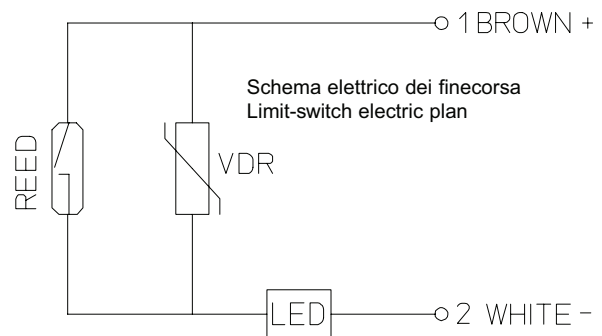 1 BROWN +
Schema elettrico dei finecorsa
Limit-switch electric plan
REED
VDR
LED
2 WHITE -